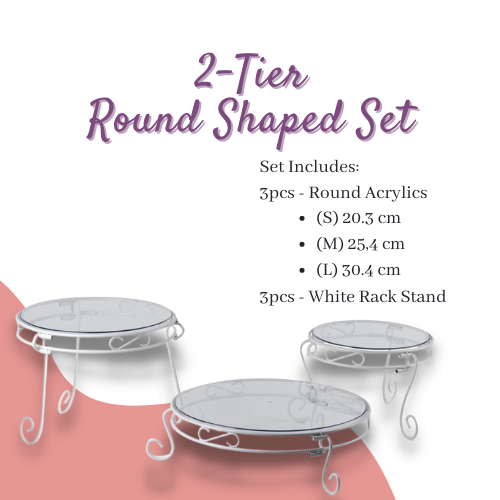 2-Tier
Round Shaped Set
Set Includes:
3pcs - Round Acrylics
• (S) 20.3 cm
• (M) 25,4 cm
• (L) 30.4 cm
3pcs - White Rack Stand